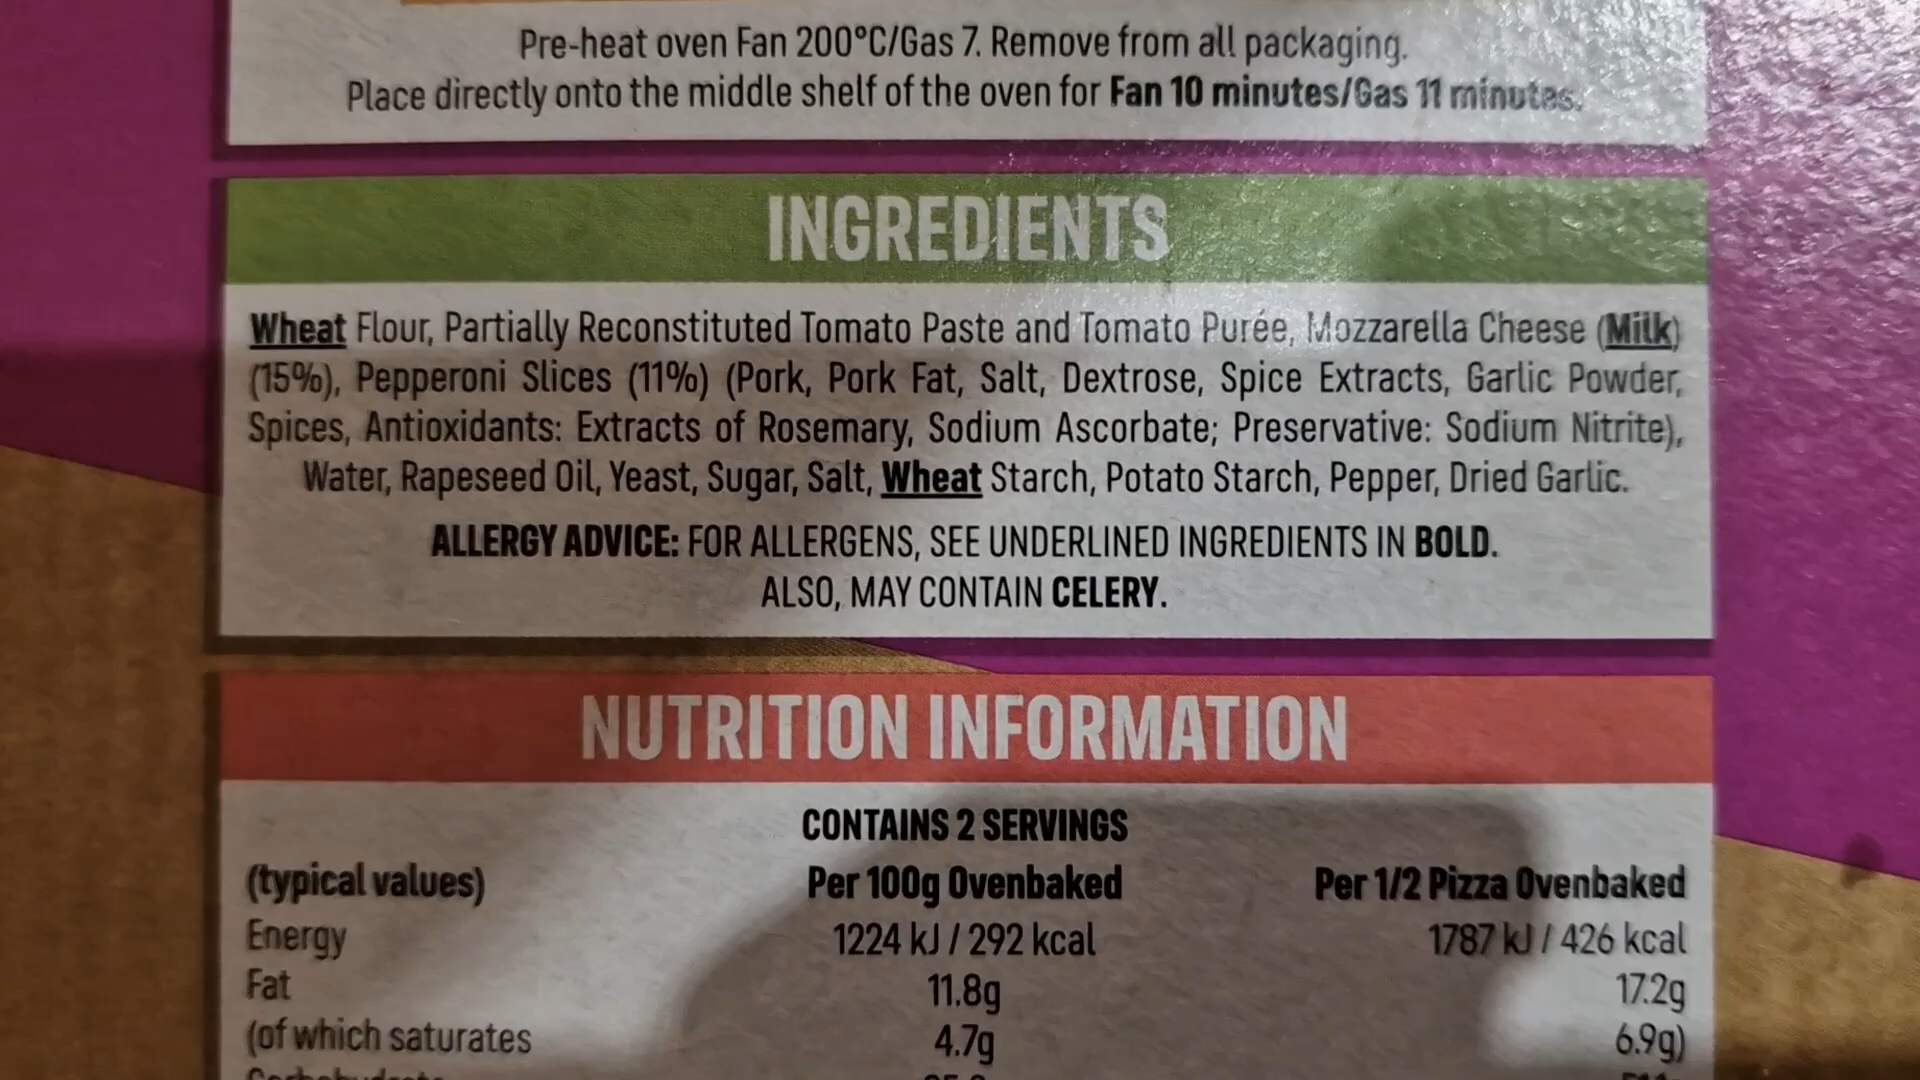 Pre-heat oven Fan 200°C/Gas 7. Remove from all packaging.
Place directly onto the middle shelf of the oven for Fan 10 minutes/Gas 11 minutes.
INGREDIENTS
Wheat Flour, Partially Reconstituted Tomato Paste and Tomato Purée, Mozzarella Cheese (Milk)
(15%), Pepperoni Slices (11%) (Pork, Pork Fat, Salt, Dextrose, Spice Extracts, Garlic Powder,
Spices, Antioxidants: Extracts of Rosemary, Sodium Ascorbate; Preservative: Sodium Nitrite),
Water, Rapeseed Oil, Yeast, Sugar, Salt, Wheat Starch, Potato Starch, Pepper, Dried Garlic.
ALLERGY ADVICE: FOR ALLERGENS, SEE UNDERLINED INGREDIENTS IN BOLD.
ALSO, MAY CONTAIN CELERY.
NUTRITION INFORMATION
CONTAINS 2 SERVINGS
(typical values) Per 100g Ovenbaked Per 1/2 Pizza Ovenbaked
Energy 1224 kJ / 292 kcal 1787 kJ / 426 kcal
Fat 11.8g 17.2g
(of which saturates 4.7g 6.9g)